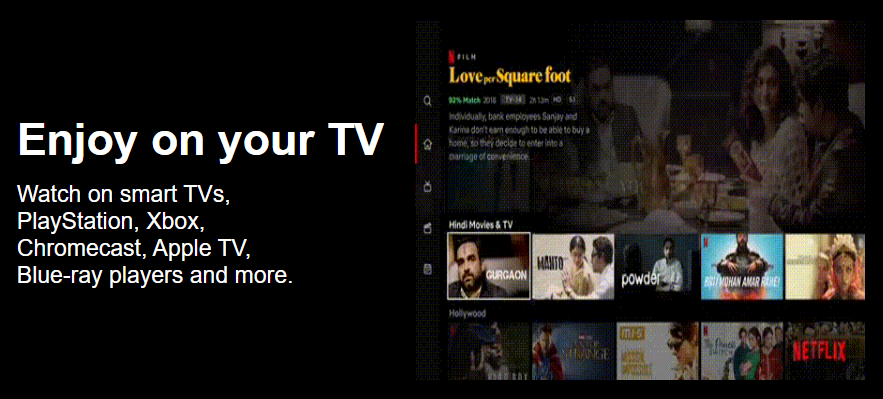 Enjoy on your TV
Watch on smart TVs,
PlayStation, Xbox,
Chromecast, Apple TV,
Blue-ray players and more.
FILM
Love per Square foot
92% Match 2018 TV-14 2h 13m HD 5.1
Individually, bank employees Sanjay and
Karina don't earn enough to be able to buy a
home, so they decide to enter into a
marriage of convenience.
Hindi Movies & TV
GURGAON
MANTO
powder
BRIJMOHAN AMAR RAHE!
Hollywood
STRANGE
M:I-5
NETFLIX